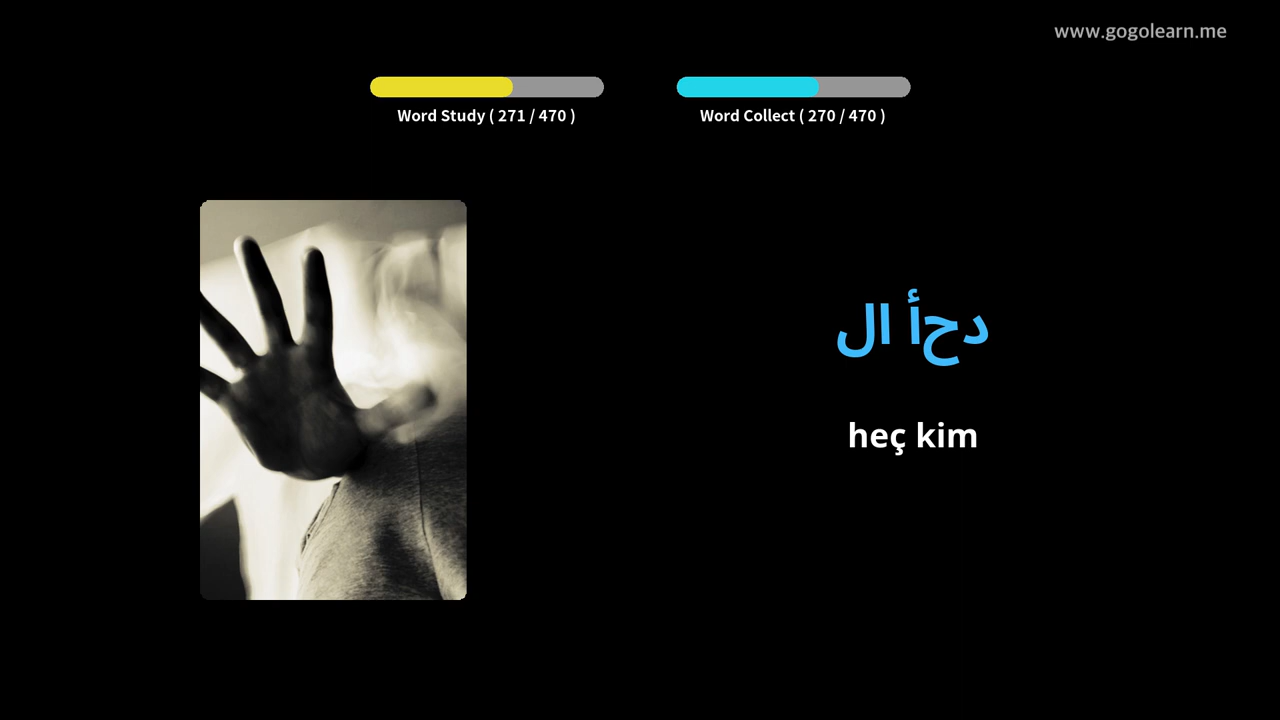 www.gogolearn.me
Word Study ( 271 / 470 )
Word Collect ( 270 / 470 )
دحأ ال
heç kim